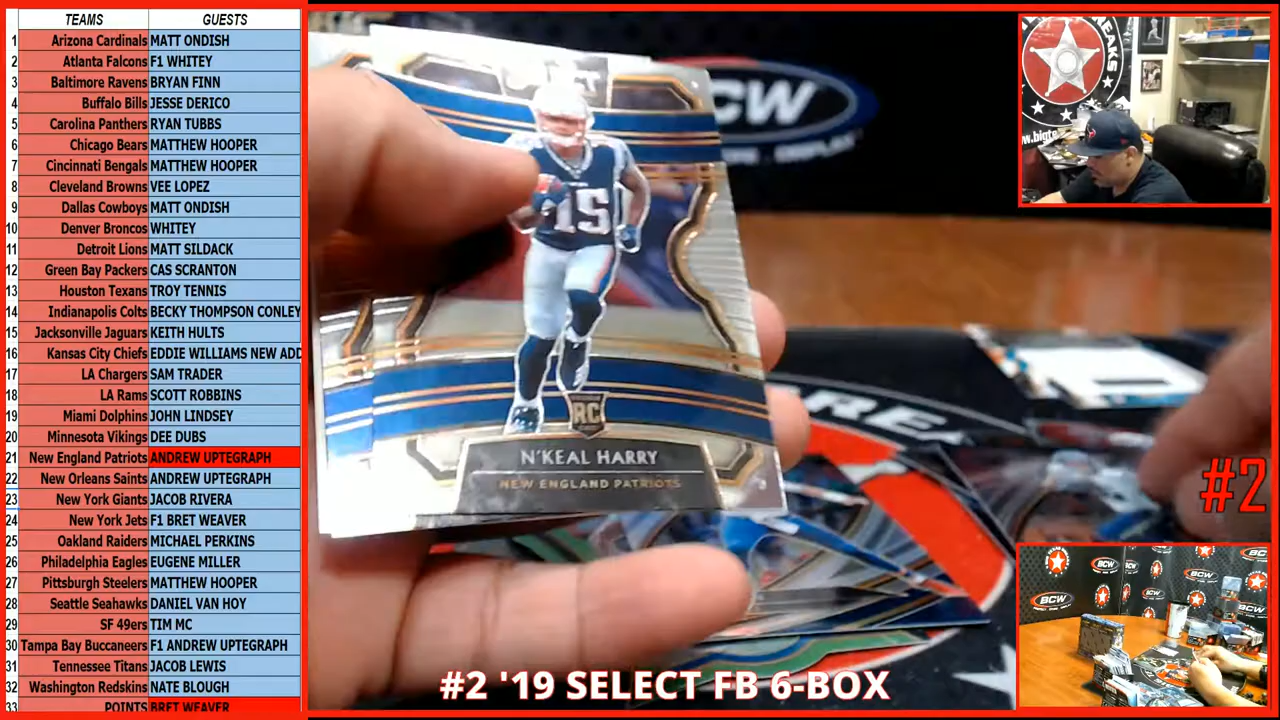 TEAMS GUESTS
1 Arizona Cardinals MATT ONDISH
2 Atlanta Falcons F1 WHITEY
3 Baltimore Ravens BRYAN FINN
4 Buffalo Bills JESSE DERICO
5 Carolina Panthers RYAN TUBBS
6 Chicago Bears MATTHEW HOOPER
7 Cincinnati Bengals MATTHEW HOOPER
8 Cleveland Browns VEE LOPEZ
9 Dallas Cowboys MATT ONDISH
10 Denver Broncos WHITEY
11 Detroit Lions MATT SILDACK
12 Green Bay Packers CAS SCRANTON
13 Houston Texans TROY TENNIS
14 Indianapolis Colts BECKY THOMPSON CONLEY
15 Jacksonville Jaguars KEITH HULTS
16 Kansas City Chiefs EDDIE WILLIAMS NEW ADD
17 LA Chargers SAM TRADER
18 LA Rams SCOTT ROBBINS
19 Miami Dolphins JOHN LINDSEY
20 Minnesota Vikings DEE DUBS
21 New England Patriots ANDREW UPTEGRAPH
22 New Orleans Saints ANDREW UPTEGRAPH
23 New York Giants JACOB RIVERA
24 New York Jets F1 BRET WEAVER
25 Oakland Raiders MICHAEL PERKINS
26 Philadelphia Eagles EUGENE MILLER
27 Pittsburgh Steelers MATTHEW HOOPER
28 Seattle Seahawks DANIEL VAN HOY
29 SF 49ers TIM MC
30 Tampa Bay Buccaneers F1 ANDREW UPTEGRAPH
31 Tennessee Titans JACOB LEWIS
32 Washington Redskins NATE BLOUGH
33 POINTS BRET WEAVER
BCW
15
RC
N'KEAL HARRY
NEW ENGLAND PATRIOTS
#2
BCW
BCW
BCW
#2 '19 SELECT FB 6-BOX